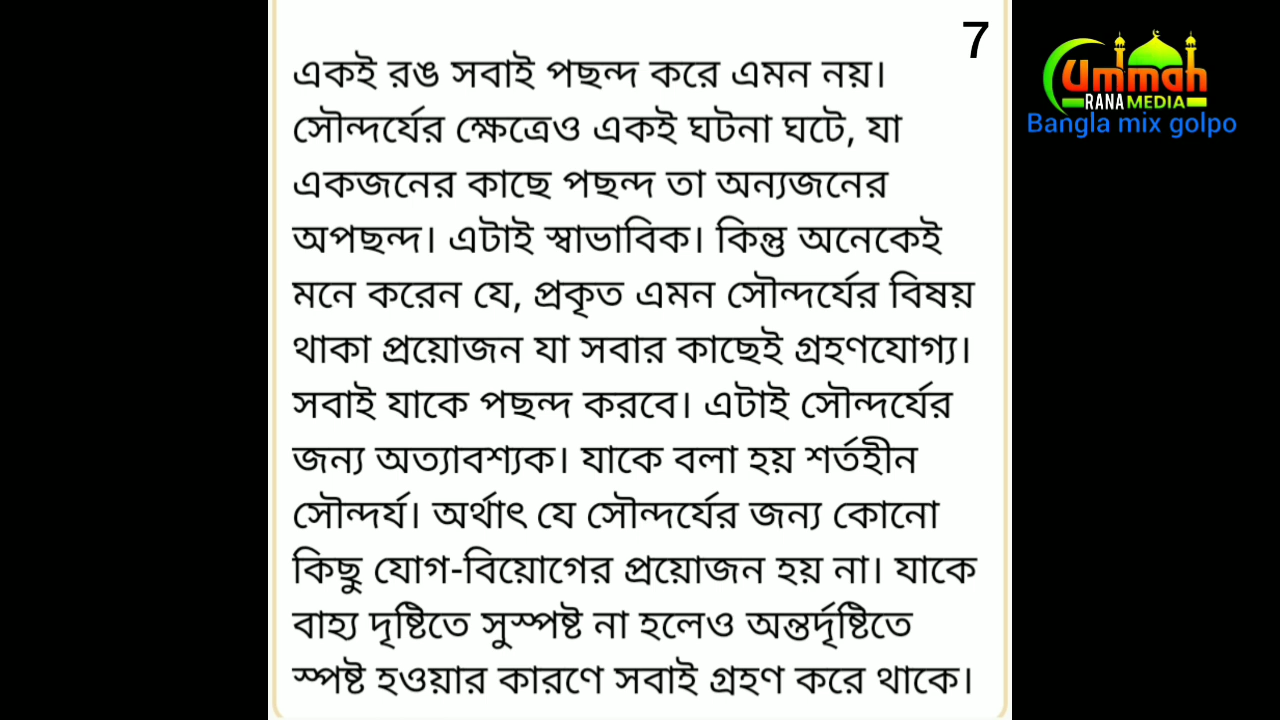 7
একই রঙ সবাই পছন্দ করে এমন নয়।
সৌন্দর্যের ক্ষেত্রেও একই ঘটনা ঘটে, যা
একজনের কাছে পছন্দ তা অন্যজনের
অপছন্দ। এটাই স্বাভাবিক। কিন্তু অনেকেই
মনে করেন যে, প্রকৃত এমন সৌন্দর্যের বিষয়
থাকা প্রয়োজন যা সবার কাছেই গ্রহণযোগ্য।
সবাই যাকে পছন্দ করবে। এটাই সৌন্দর্যের
জন্য অত্যাবশ্যক। যাকে বলা হয় শর্তহীন
সৌন্দর্য। অর্থাৎ যে সৌন্দর্যের জন্য কোনো
কিছু যোগ-বিয়োগের প্রয়োজন হয় না। যাকে
বাহ্য দৃষ্টিতে সুস্পষ্ট না হলেও অন্তর্দৃষ্টিতে
স্পষ্ট হওয়ার কারণে সবাই গ্রহণ করে থাকে।
Ummah
RANA MEDIA
Bangla mix golpo